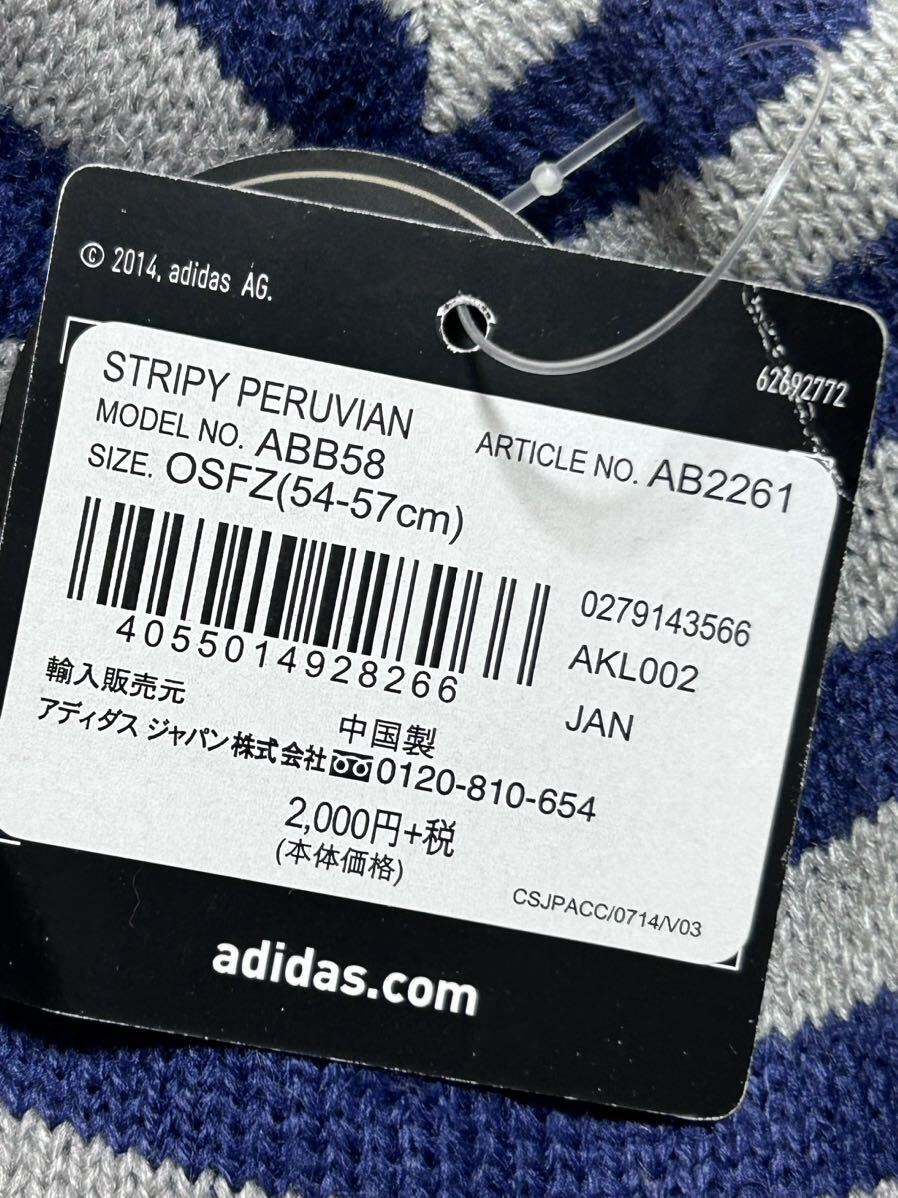 © 2014, adidas AG.
62692772
STRIPY PERUVIAN
MODEL NO. ABB58
ARTICLE NO. AB2261
SIZE. OSFZ(54-57cm)
4055014928266
0279143566
AKL002
JAN
輸入販売元
中国製
アディダス ジャパン株式会社 0120-810-654
2,000円+税
(本体価格)
CSJPACC/0714/V03
adidas.com